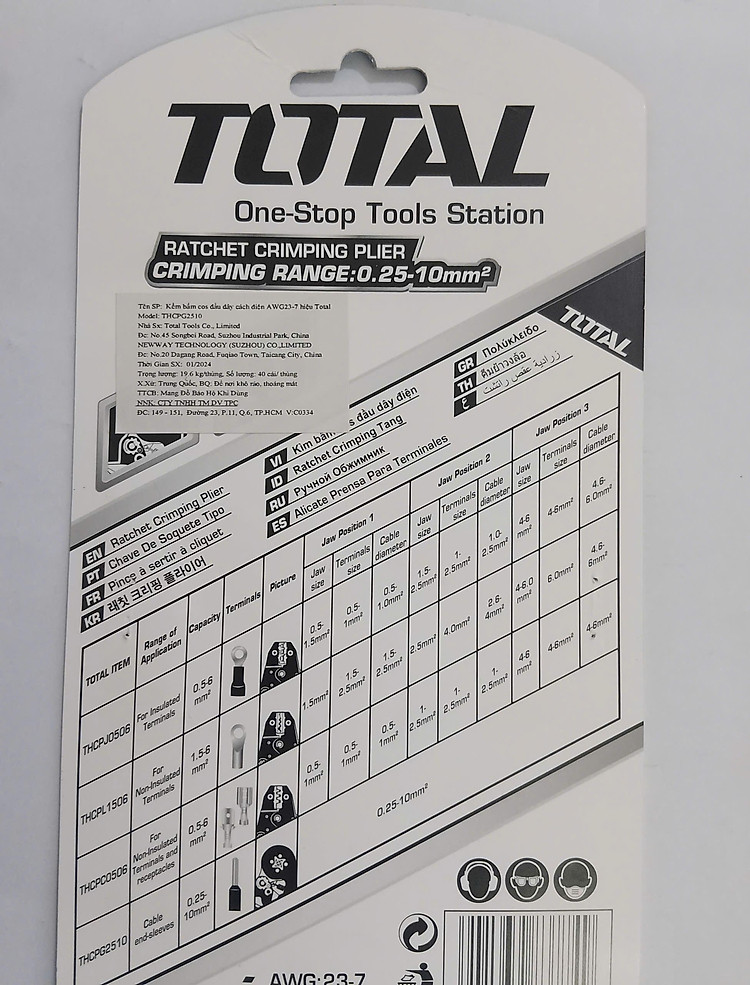 TOTAL
One-Stop Tools Station
RATCHET CRIMPING PLIER
CRIMPING RANGE:0.25-10mm²
Tên SP: Kềm bấm cos đầu dây cách điện AWG23-7 hiệu Total
Model: THCPG2510
Nhà Sx: Total Tools Co., Limited
Đc: No.45 Songbei Road, Suzhou Industrial Park, China
NEWWAY TECHNOLOGY (SUZHOU) CO.,LIMITED
Đc: No.20 Dagang Road, Fuqiao Town, Taicang City, China
Thời Gian SX: 01/2024
Trọng lượng: 19.6 kg/thùng, Số lượng: 40 cái/thùng
X.Xứ: Trung Quốc, BQ: Để nơi khô ráo, thoáng mát
TTCB: Mang Đồ Bảo Hộ Khi Dùng
NNK: CTY TNHH TM DV TPC
ĐC: 149 - 151, Đường 23, P.11, Q.6, TP.HCM V:C0334
TOTAL
GR Πολύκλειδο
TH คีมย้ำวงล้อ
ع
VI Kìm bấm s đầu dây điện
ID Ratchet Crimping Tang
RU Ручной Обжимник
ES Alicate Prensa Para Terminales
EN Ratchet Crimping Plier
PT Chave De Soquete Tipo
FR Pince à sertir à cliquet
KR 래칫 크리핑 플라이어
Jaw Position 1 Jaw Position 2 Jaw Position 3
TOTAL ITEM Range of Application Capacity Terminals Picture Jaw size Terminals size Cable diameter Jaw size Terminals size Cable diameter Jaw size Terminals size Cable diameter
THCPJ0506 For Insulated Terminals 0.5-6 mm² 0.5-1.5mm² 0.5-1mm² 0.5-1.0mm² 1.5-2.5mm² 1-2.5mm² 1.0-2.5mm² 4-6 mm² 4-6mm² 4.6-6.0mm²
THCPL1506 For Non-Insulated Terminals 1.5-6 mm² 1.5mm² 1.5-2.5mm² 1.5-2.5mm² 2.5mm² 4.0mm² 2.6-4mm² 4-6.0 mm² 6.0mm² 4.6-6mm²
THCPC0506 For Non-Insulated Terminals and receptacles 0.5-6 mm² 0.5-1mm² 0.5-1mm² 0.5-1mm² 1-2.5mm² 1-2.5mm² 1-2.5mm² 4-6 mm² 4-6mm² 4-6mm²
THCPG2510 Cable end-sleeves 0.25-10mm² 0.25-10mm²
AWG:23-7